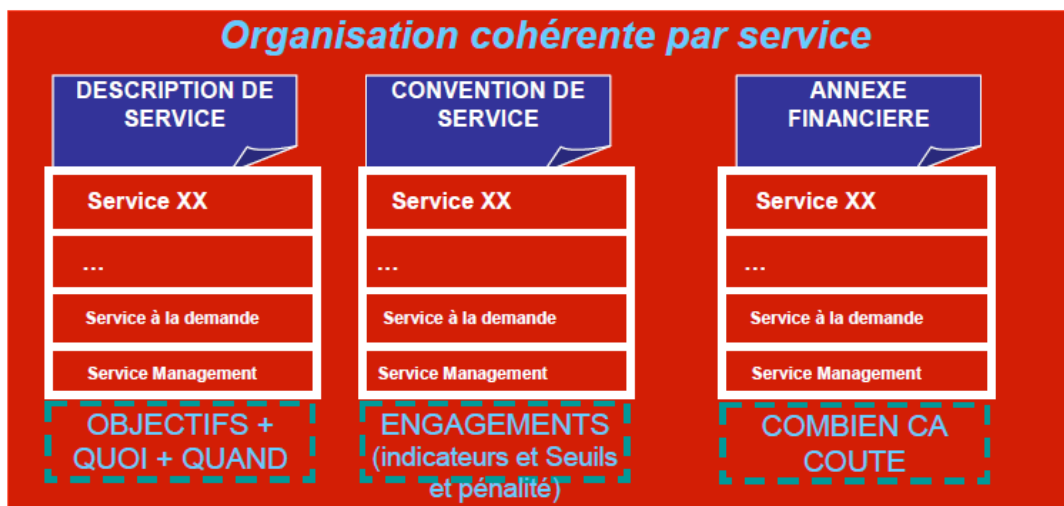 Organisation cohérente par service
DESCRIPTION DE
SERVICE
Service XX
...
Service à la demande
Service Management
OBJECTIFS +
QUOI + QUAND
CONVENTION DE
SERVICE
Service XX
...
Service à la demande
Service Management
ENGAGEMENTS
(indicateurs et Seuils
et pénalité)
ANNEXE
FINANCIERE
Service XX
...
Service à la demande
Service Management
COMBIEN CA
COUTE